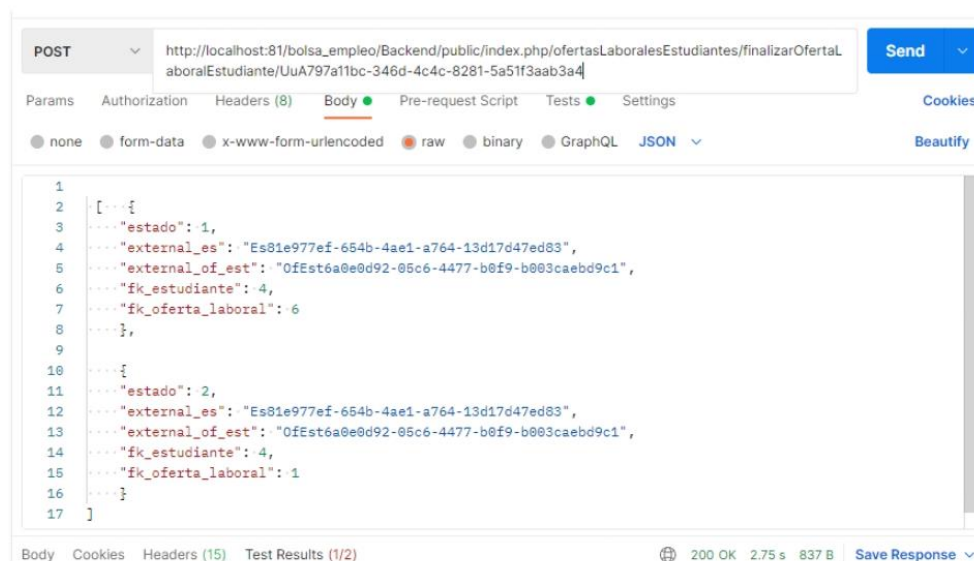 POST
http://localhost:81/bolsa_empleo/Backend/public/index.php/ofertasLaboralesEstudiantes/finalizarOfertaL
aboralEstudiante/UuA797a11bc-346d-4c4c-8281-5a51f3aab3a4
Send
Params Authorization Headers (8) Body Pre-request Script Tests Settings Cookies
none form-data x-www-form-urlencoded raw binary GraphQL JSON Beautify
1
2 [ {
3 "estado": 1,
4 "external_es": "Es81e977ef-654b-4ae1-a764-13d17d47ed83",
5 "external_of_est": "OfEst6a0e0d92-05c6-4477-b0f9-b003caebd9c1",
6 "fk_estudiante": 4,
7 "fk_oferta_laboral": 6
8 },
9
10 {
11 "estado": 2,
12 "external_es": "Es81e977ef-654b-4ae1-a764-13d17d47ed83",
13 "external_of_est": "OfEst6a0e0d92-05c6-4477-b0f9-b003caebd9c1",
14 "fk_estudiante": 4,
15 "fk_oferta_laboral": 1
16 }
17 ]
Body Cookies Headers (15) Test Results (1/2) 200 OK 2.75 s 837 B Save Response